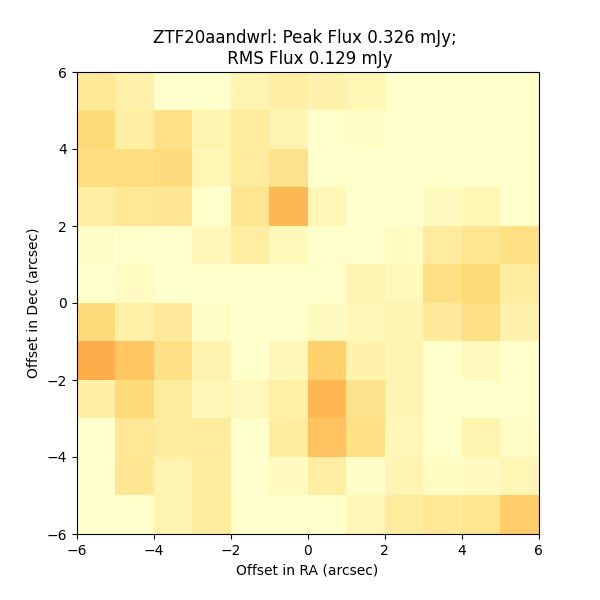 ZTF20aandwrl: Peak Flux 0.326 mJy;
RMS Flux 0.129 mJy
6
4
2
0
−2
−4
−6
Offset in Dec (arcsec)
−6 −4 −2 0 2 4 6
Offset in RA (arcsec)